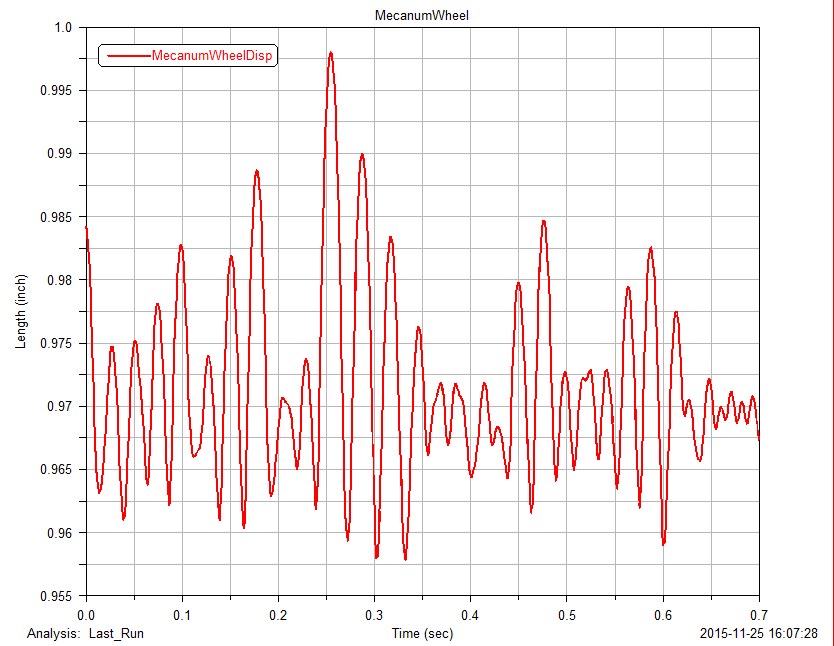 MecanumWheel
1.0
MecanumWheelDisp
0.995
0.99
0.985
0.98
0.975
0.97
0.965
0.96
0.955
Length (inch)
0.0 0.1 0.2 0.3 0.4 0.5 0.6 0.7
Analysis: Last_Run Time (sec) 2015-11-25 16:07:28